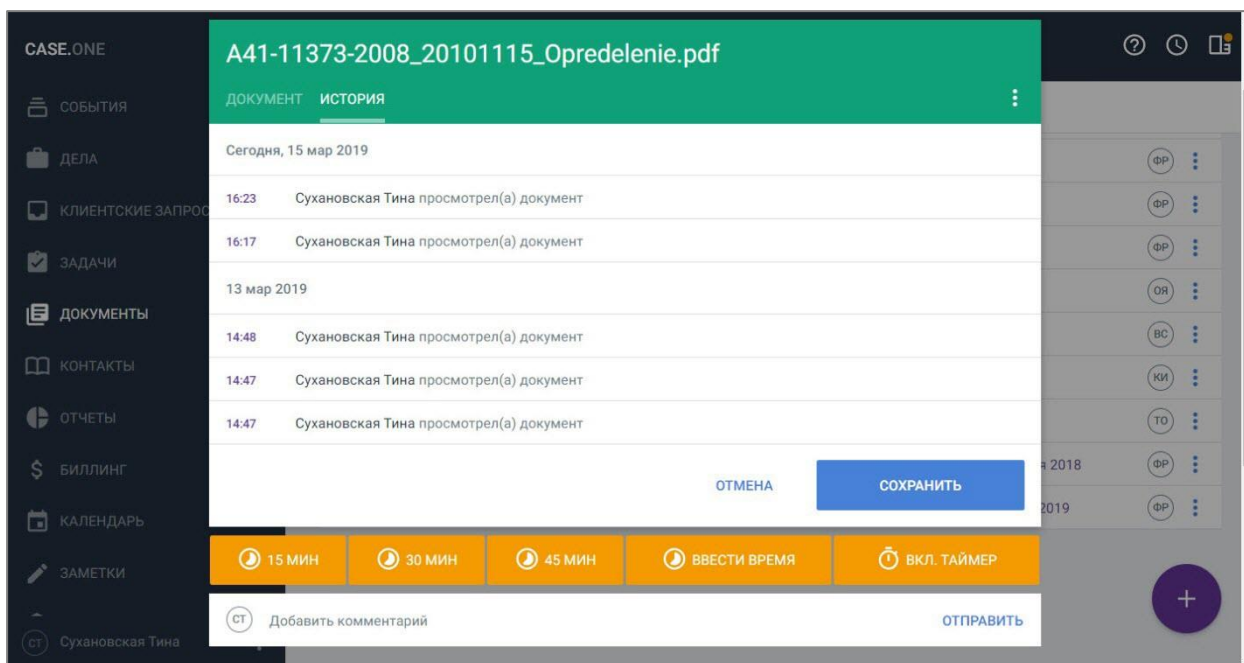 CASE.ONE
СОБЫТИЯ
ДЕЛА
КЛИЕНТСКИЕ ЗАПРОС
ЗАДАЧИ
ДОКУМЕНТЫ
КОНТАКТЫ
ОТЧЕТЫ
БИЛЛИНГ
КАЛЕНДАРЬ
ЗАМЕТКИ
СТ Сухановская Тина
A41-11373-2008_20101115_Opredelenie.pdf
ДОКУМЕНТ ИСТОРИЯ
Сегодня, 15 мар 2019
16:23 Сухановская Тина просмотрел(а) документ
16:17 Сухановская Тина просмотрел(а) документ
13 мар 2019
14:48 Сухановская Тина просмотрел(а) документ
14:47 Сухановская Тина просмотрел(а) документ
14:47 Сухановская Тина просмотрел(а) документ
ОТМЕНА СОХРАНИТЬ
15 МИН 30 МИН 45 МИН ВВЕСТИ ВРЕМЯ ВКЛ. ТАЙМЕР
СТ Добавить комментарий ОТПРАВИТЬ
ФР
ФР
ФР
ОЯ
ВС
КИ
ТО
я 2018 ФР
2019 ФР